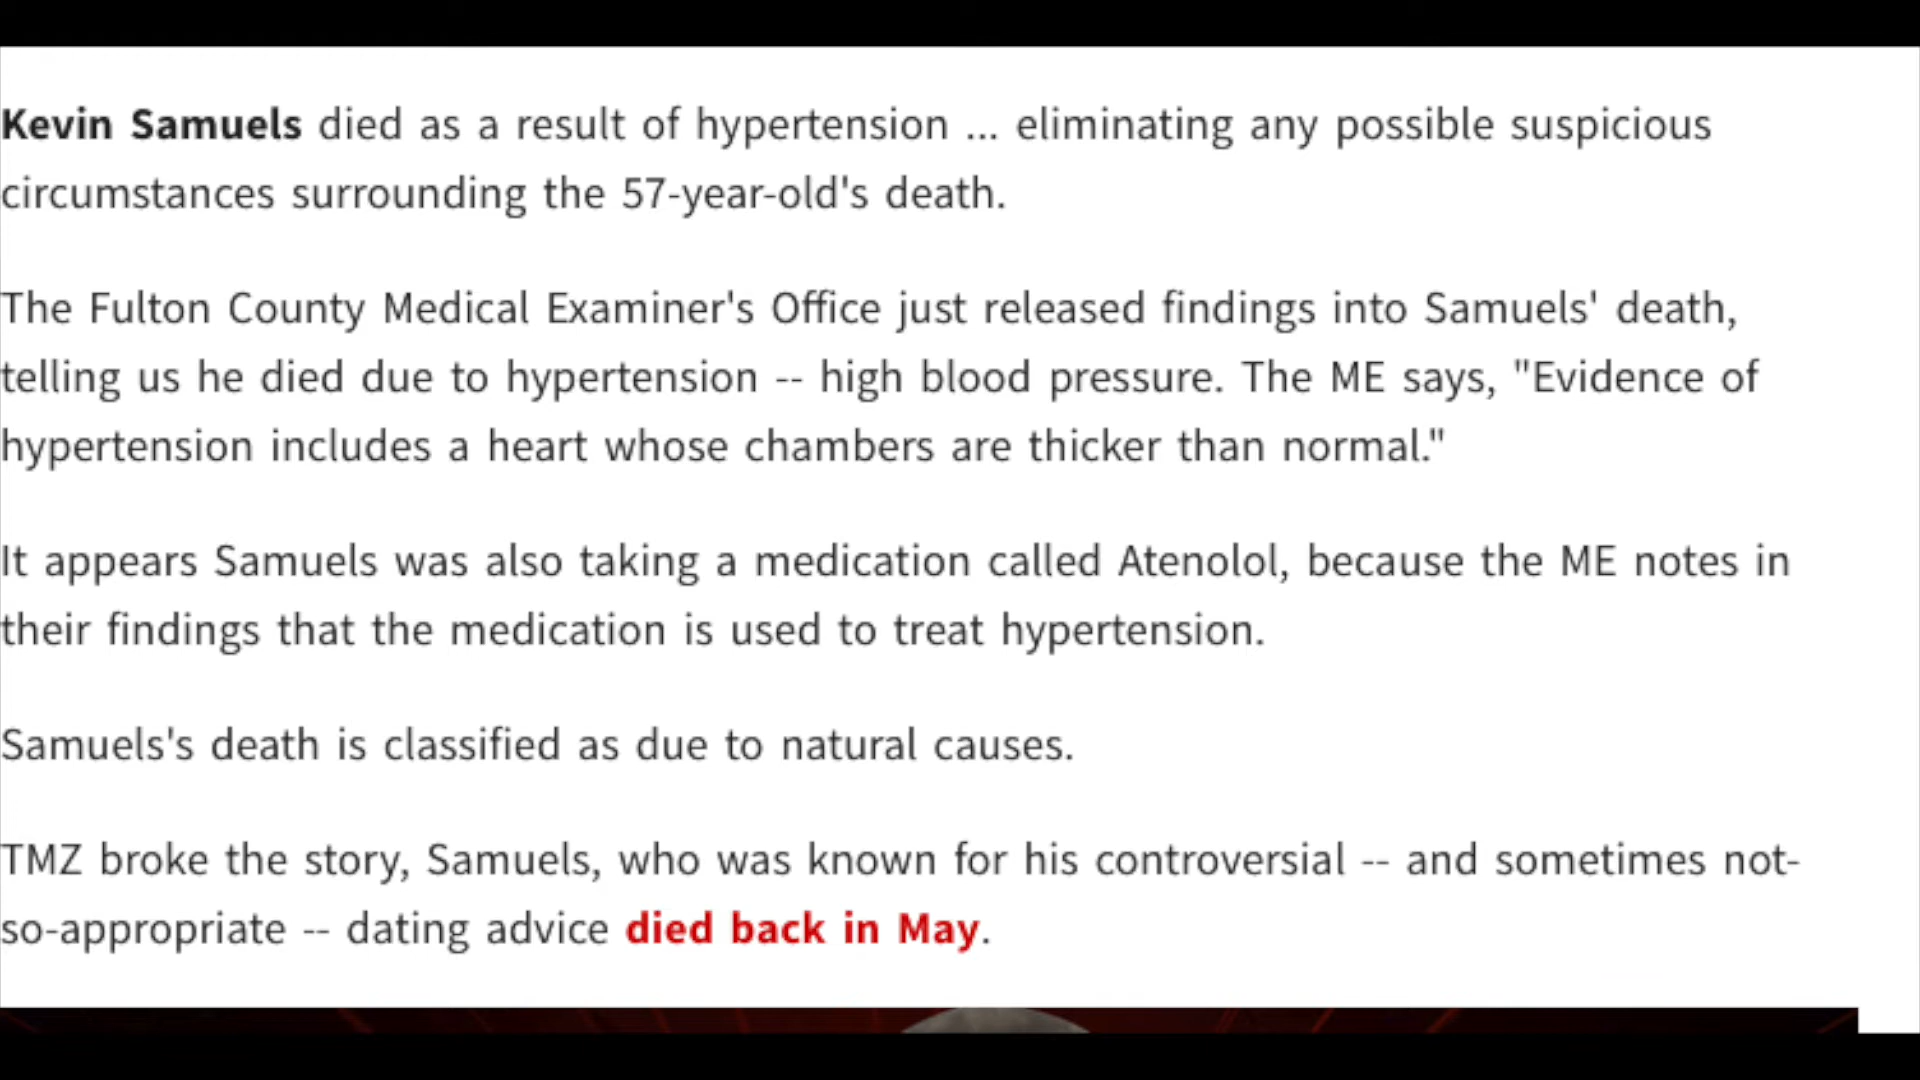 Kevin Samuels died as a result of hypertension ... eliminating any possible suspicious
circumstances surrounding the 57-year-old's death.
The Fulton County Medical Examiner's Office just released findings into Samuels' death,
telling us he died due to hypertension -- high blood pressure. The ME says, "Evidence of
hypertension includes a heart whose chambers are thicker than normal."
It appears Samuels was also taking a medication called Atenolol, because the ME notes in
their findings that the medication is used to treat hypertension.
Samuels's death is classified as due to natural causes.
TMZ broke the story, Samuels, who was known for his controversial -- and sometimes not-
so-appropriate -- dating advice died back in May.